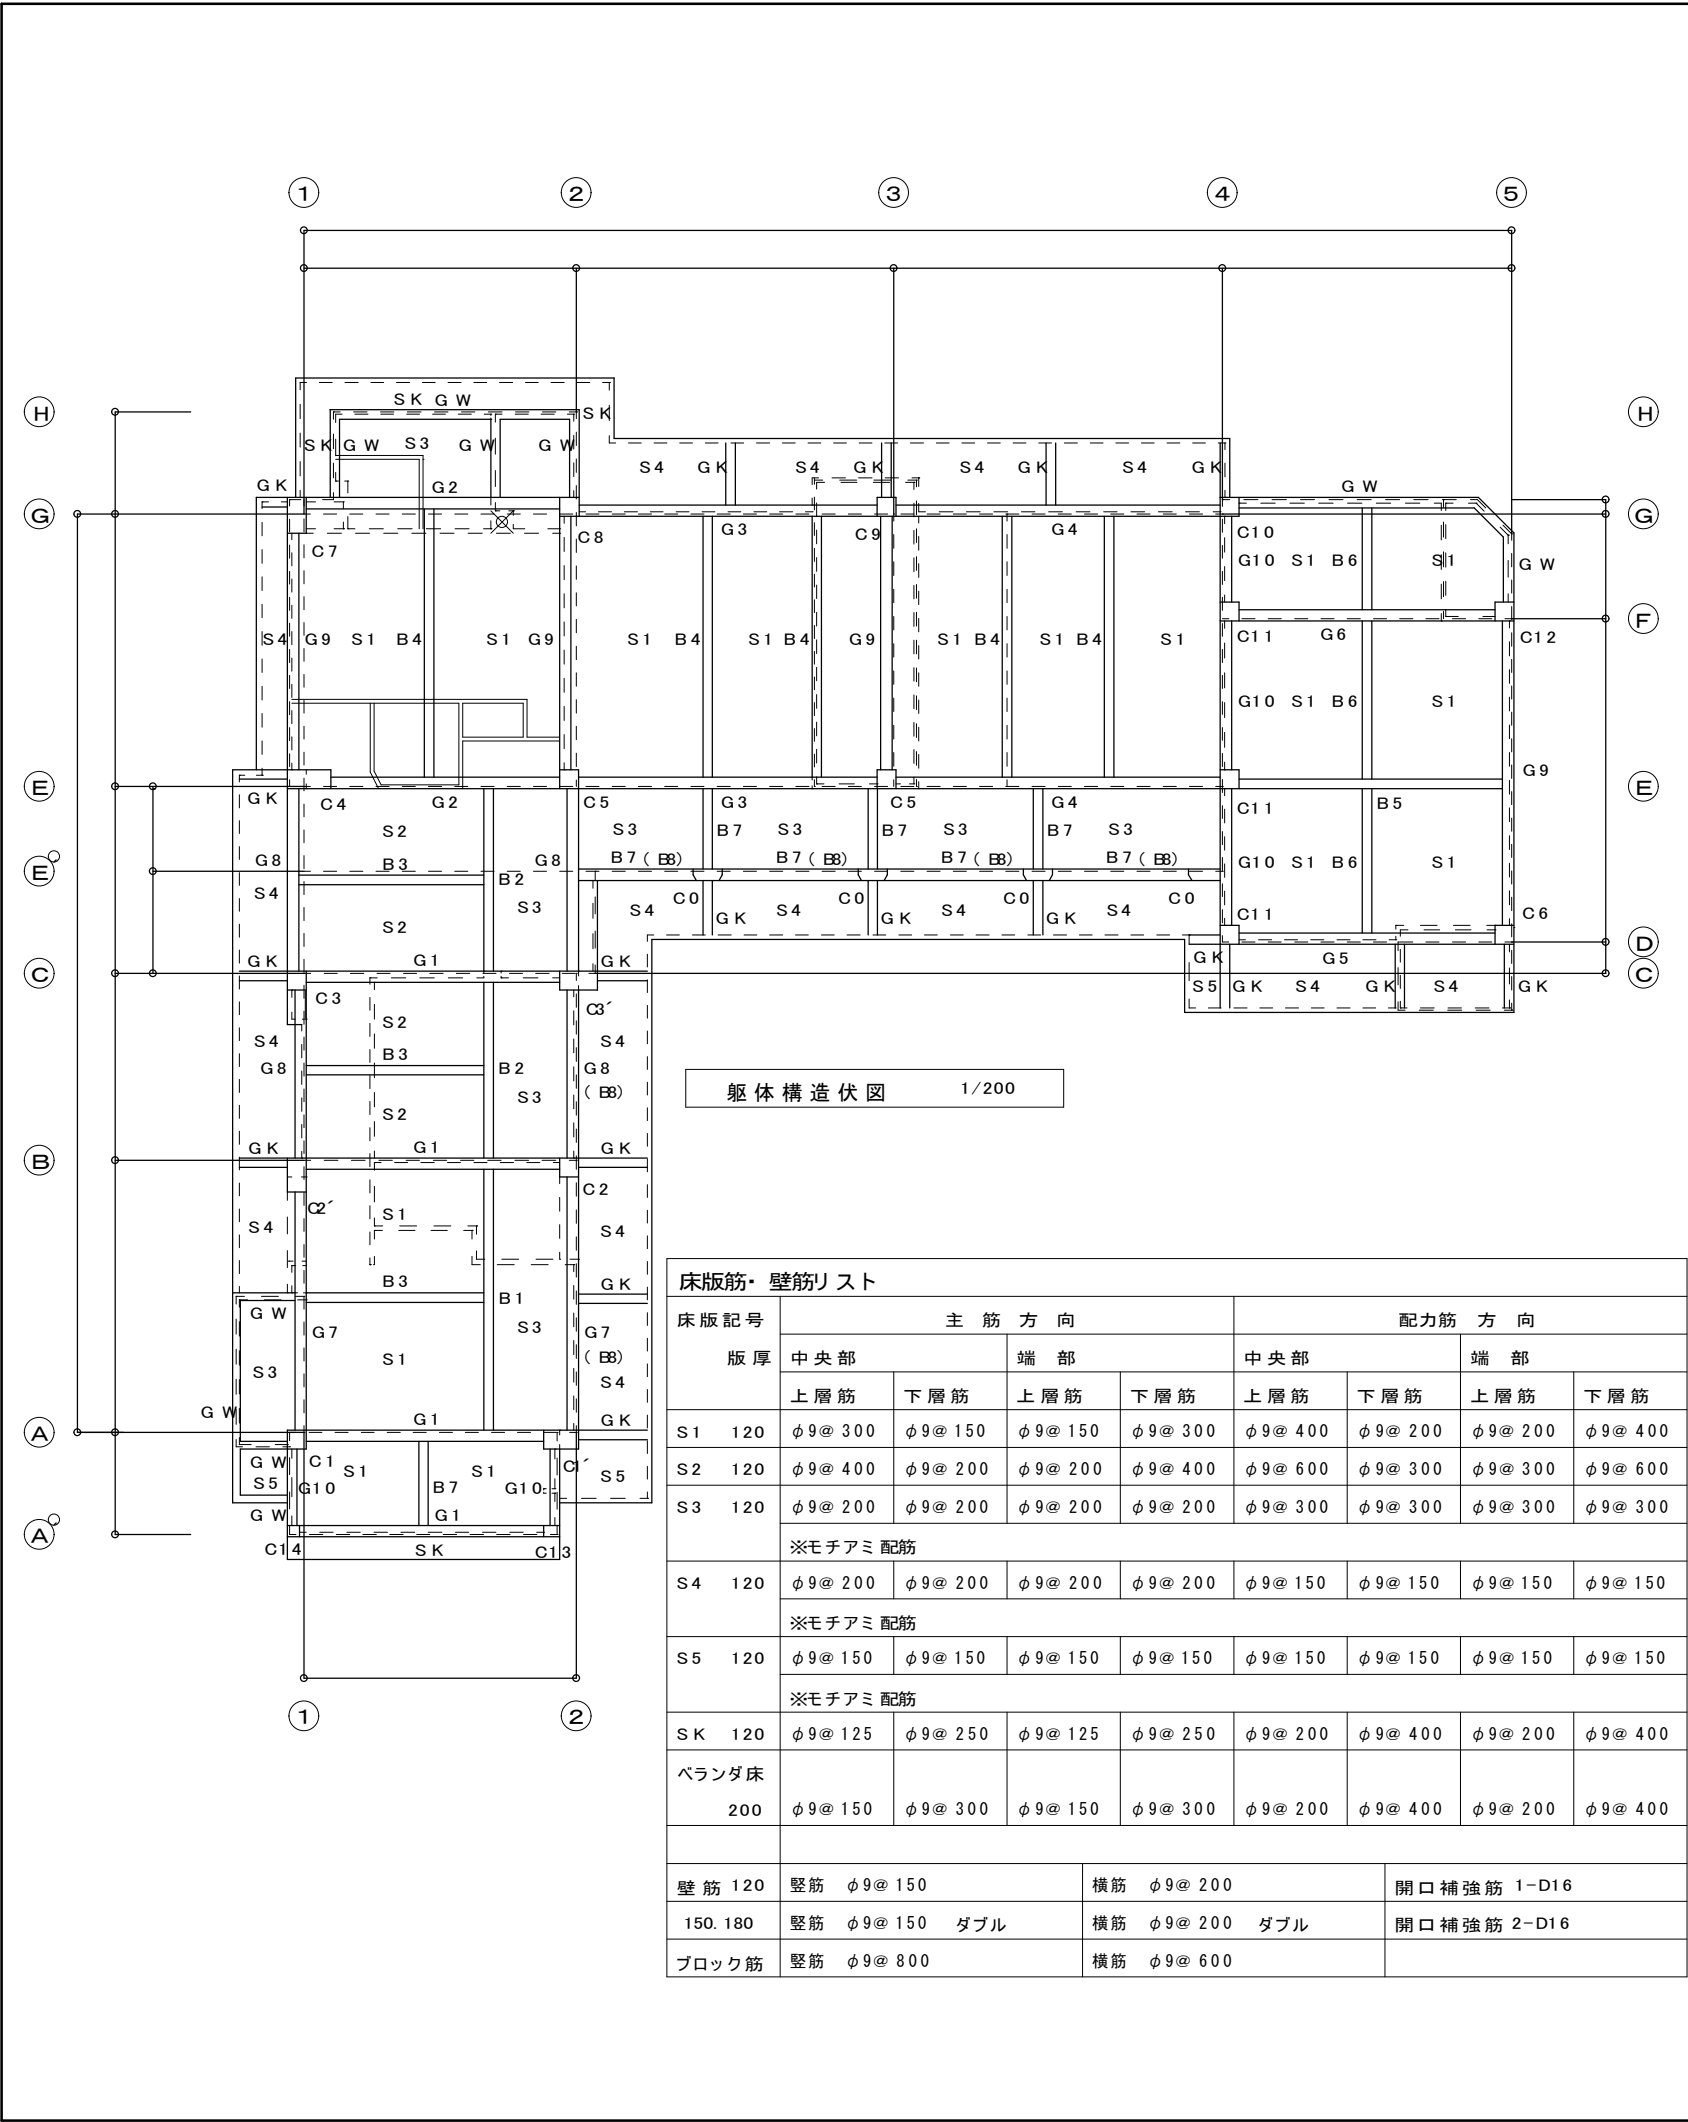 1 2 3 4 5
H SK GW SK H
SK GW S3 GW GW
S4 GK S4 GK S4 GK S4 GK
GK G2 GW
G G
C7 C8 G3 C9 G4 C10
G10 S1 B6 S1 GW
F
S4 G9 S1 B4 S1 G9 S1 B4 S1 B4 G9 S1 B4 S1 B4 S1 C11 G6 C12
G10 S1 B6 S1
G9
E E
GK C4 G2 C5 G3 C5 G4 C11 B5
S2 S3 B7 S3 B7 S3 B7 S3
E°
G8 B3 G8 B7(B8) B7(B8) B7(B8) B7(B8) G10 S1 B6 S1
S4 B2 S3 C0 C0 C0 C0
S2 S4 GK S4 GK S4 GK S4 C11 C6
D
GK G1 GK GK G5
C C
C3 C3´ S5 GK S4 GK S4 GK
S4 S2 S4
G8 B3 B2 G8
S3 (B8)
躯体構造伏図 1/200
S2
GK G1 GK
B
C2´ S1 C2
S4 S4
B3 GK
GW B1
G7 S3 G7
S3 S1 (B8)
S4
GW G1 GK
A
GW C1 S1 S1 C1´ S5
S5 G10 B7 G10
GW G1
A°
C14 SK C13
1 2
床版筋・壁筋リスト
床版記号 主筋方向 配力筋方向
版厚 中央部 端部 中央部 端部
上層筋 下層筋 上層筋 下層筋 上層筋 下層筋 上層筋 下層筋
S1 120 φ9@300 φ9@150 φ9@150 φ9@300 φ9@400 φ9@200 φ9@200 φ9@400
S2 120 φ9@400 φ9@200 φ9@200 φ9@400 φ9@600 φ9@300 φ9@300 φ9@600
S3 120 φ9@200 φ9@200 φ9@200 φ9@200 φ9@300 φ9@300 φ9@300 φ9@300
※モチアミ配筋
S4 120 φ9@200 φ9@200 φ9@200 φ9@200 φ9@150 φ9@150 φ9@150 φ9@150
※モチアミ配筋
S5 120 φ9@150 φ9@150 φ9@150 φ9@150 φ9@150 φ9@150 φ9@150 φ9@150
※モチアミ配筋
SK 120 φ9@125 φ9@250 φ9@125 φ9@250 φ9@200 φ9@400 φ9@200 φ9@400
ベランダ床
200 φ9@150 φ9@300 φ9@150 φ9@300 φ9@200 φ9@400 φ9@200 φ9@400
壁筋 120 竪筋 φ9@150 横筋 φ9@200 開口補強筋 1-D16
150.180 竪筋 φ9@150 ダブル 横筋 φ9@200 ダブル 開口補強筋 2-D16
ブロック筋 竪筋 φ9@800 横筋 φ9@600